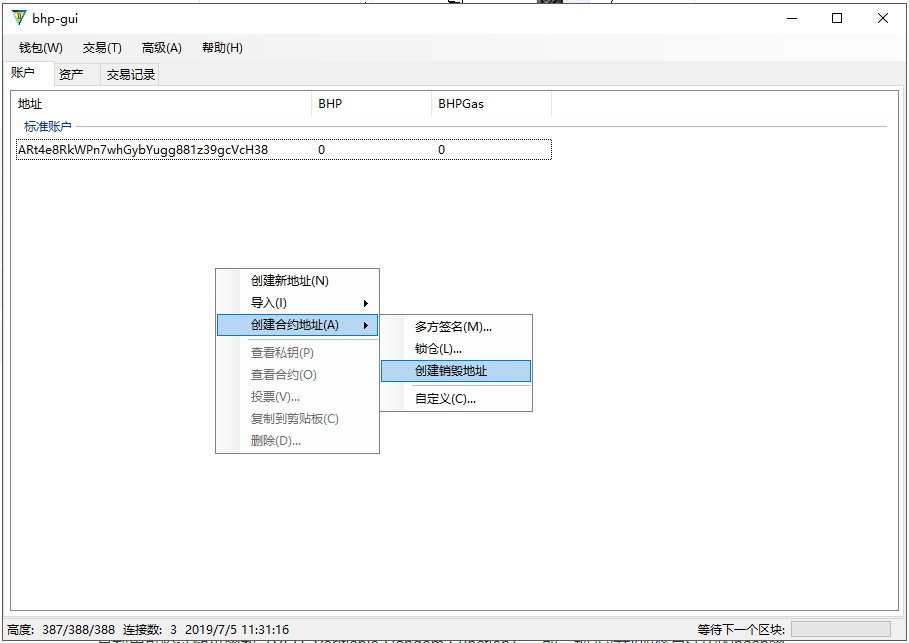 bhp-gui
钱包(W) 交易(T) 高级(A) 帮助(H)
账户 资产 交易记录
地址 BHP BHPGas
标准账户
ARt4e8RkWPn7whGybYugg881z39gcVcH38 0 0
创建新地址(N)
导入(I)
创建合约地址(A)
查看私钥(P)
查看合约(O)
投票(V)...
复制到剪贴板(C)
删除(D)...
多方签名(M)...
锁仓(L)...
创建销毁地址
自定义(C)...
高度: 387/388/388 连接数: 3 2019/7/5 11:31:16 等待下一个区块: